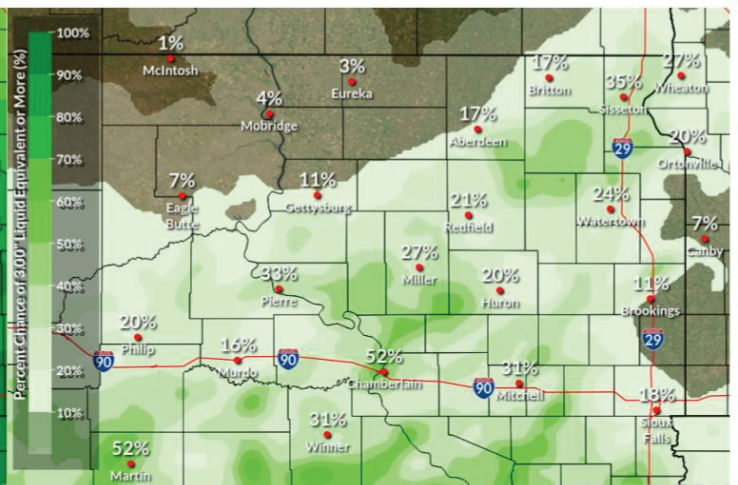 Percent Chance of 3.00" Liquid Equivalent or More (%)
100%
90%
80%
70%
60%
50%
40%
30%
20%
10%
1%
McIntosh
4%
Mobridge
3%
Eureka
17%
Aberdeen
17%
Britton
35%
Sisseton
27%
Wheaton
20%
Ortonville
29
7%
Eagle
Butte
11%
Gettysburg
21%
Redfield
24%
Watertown
7%
Canby
33%
Pierre
27%
Miller
20%
Huron
11%
Brookings
29
20%
Philip
90
16%
Murdo
90
52%
Chamberlain
90
31%
Mitchell
18%
Sioux
Falls
52%
Martin
31%
Winner